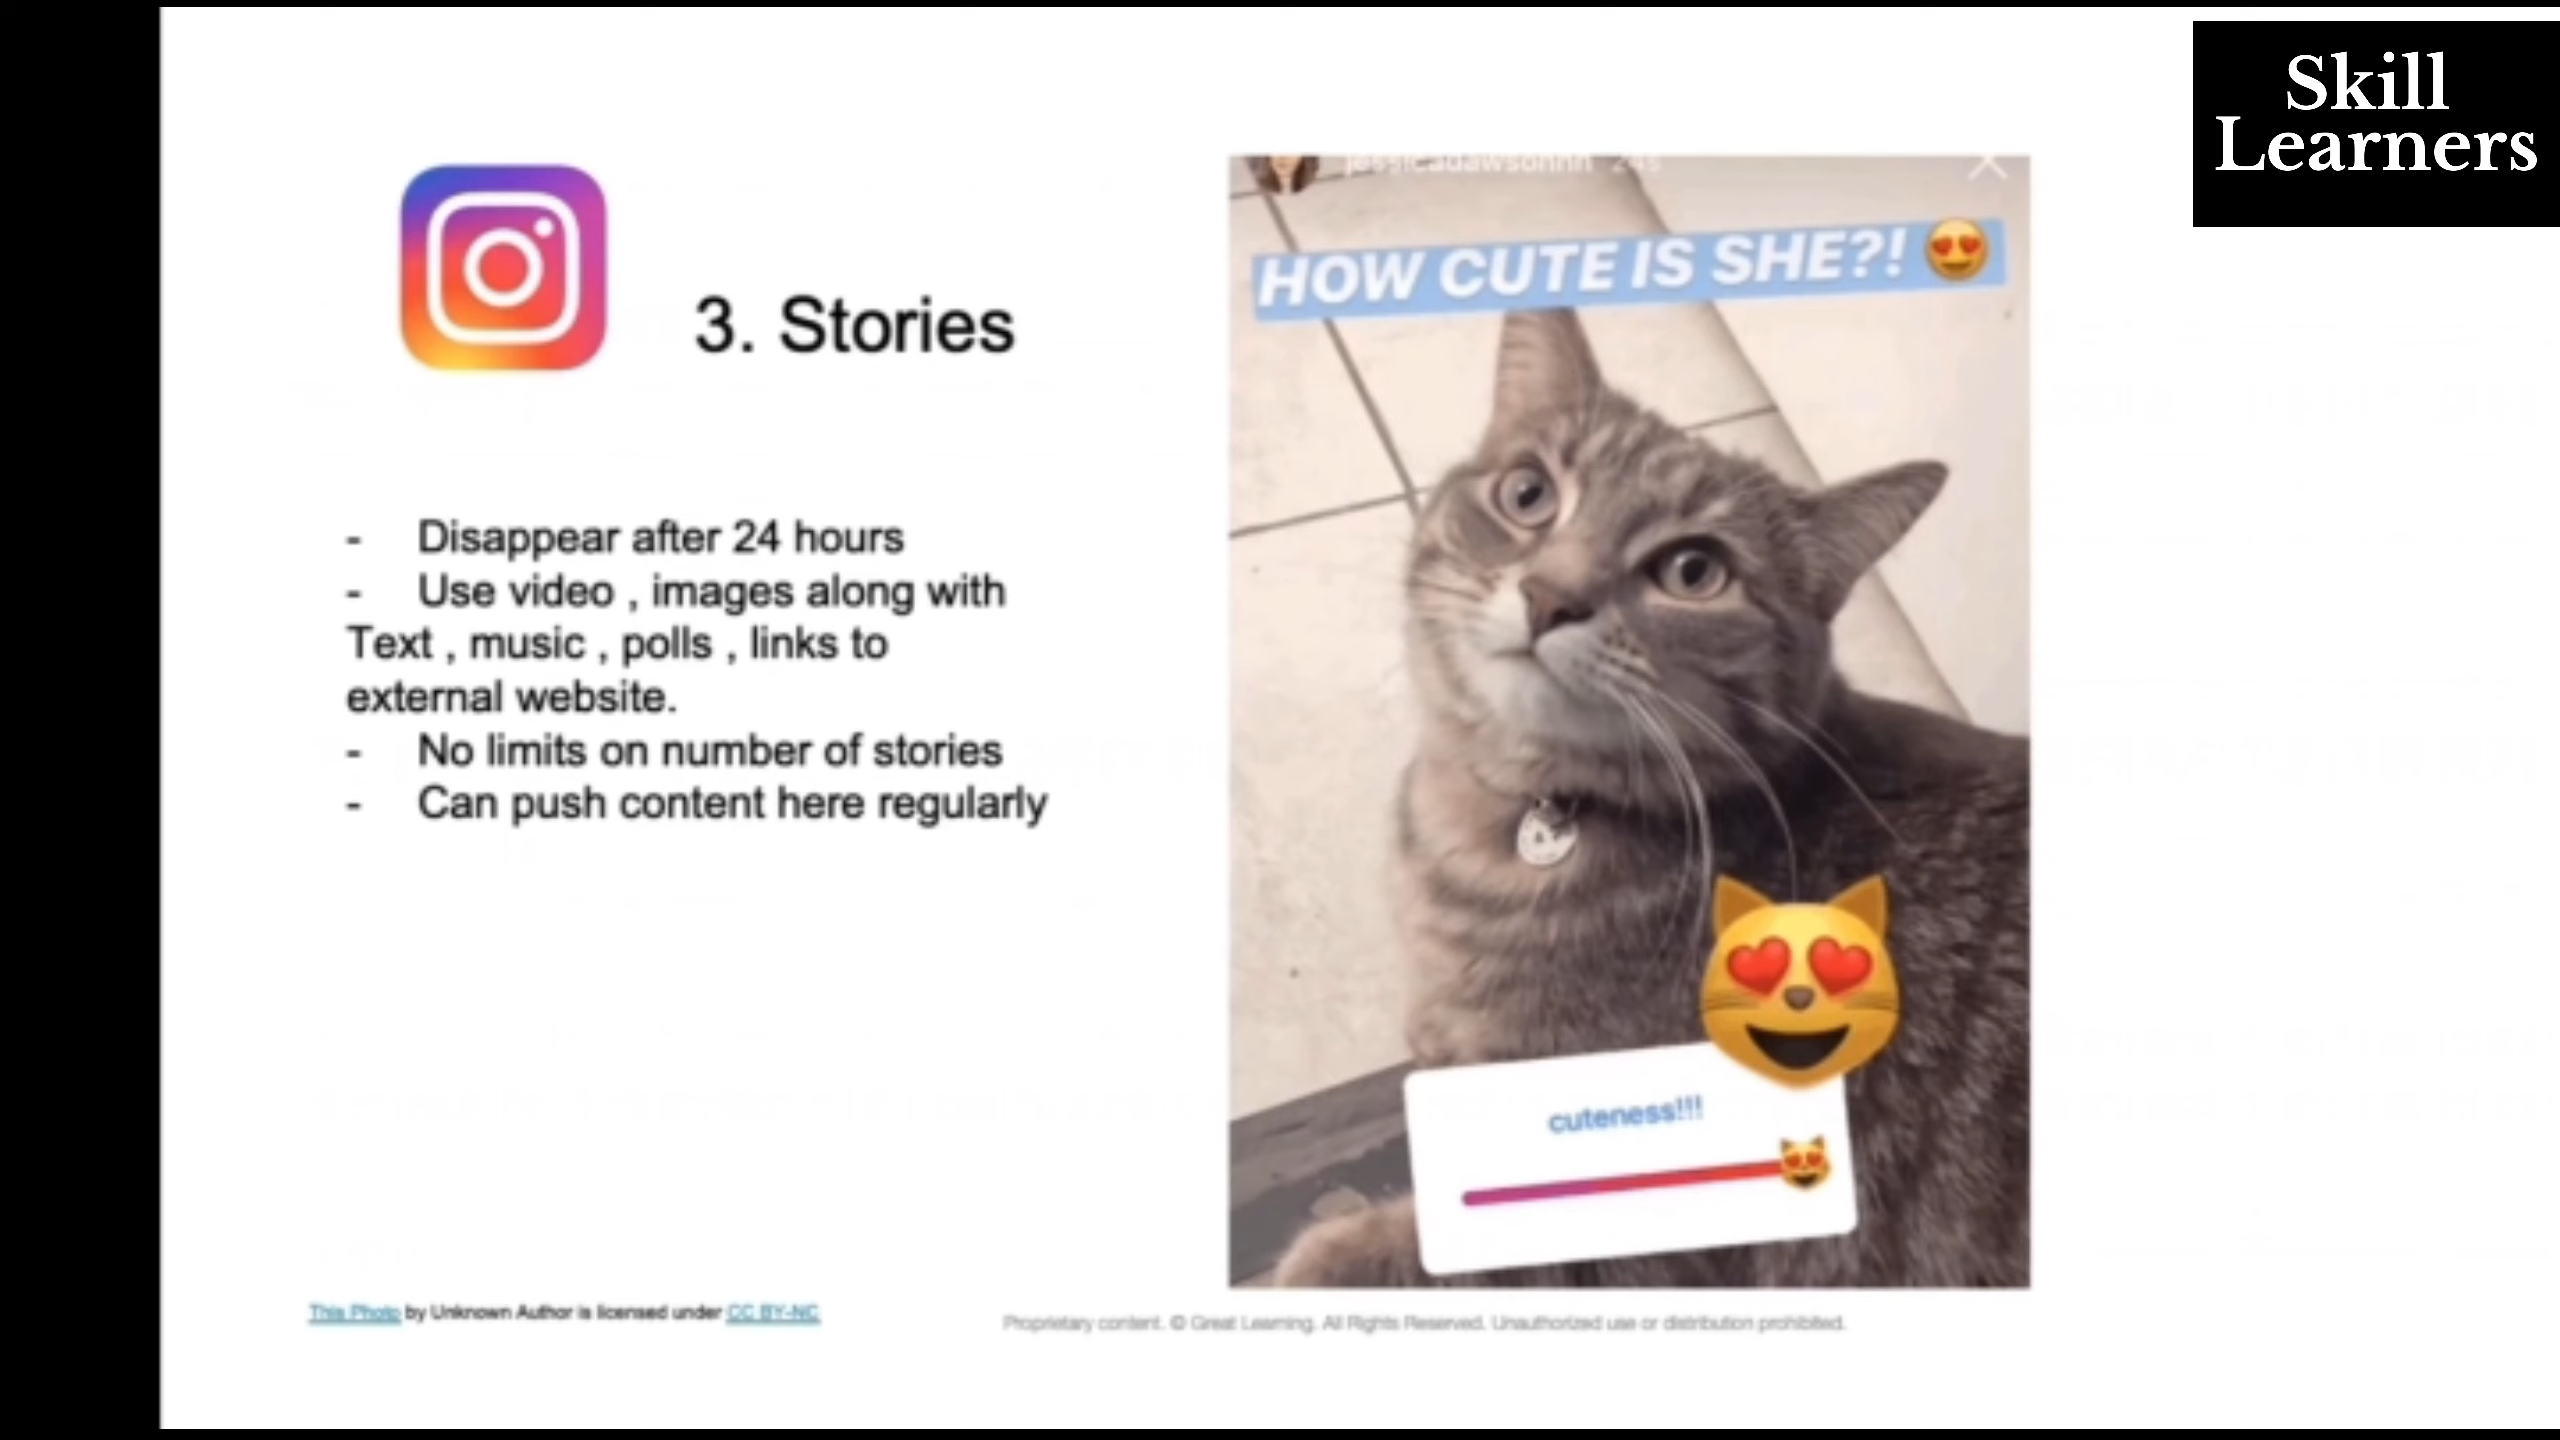 Skill
Learners
3. Stories
- Disappear after 24 hours
- Use video , images along with
Text , music , polls , links to
external website.
- No limits on number of stories
- Can push content here regularly
HOW CUTE IS SHE?! 😍
cuteness!!!
This Photo by Unknown Author is licensed under CC BY-NC
Proprietary content. © Great Learning. All Rights Reserved. Unauthorized use or distribution prohibited.